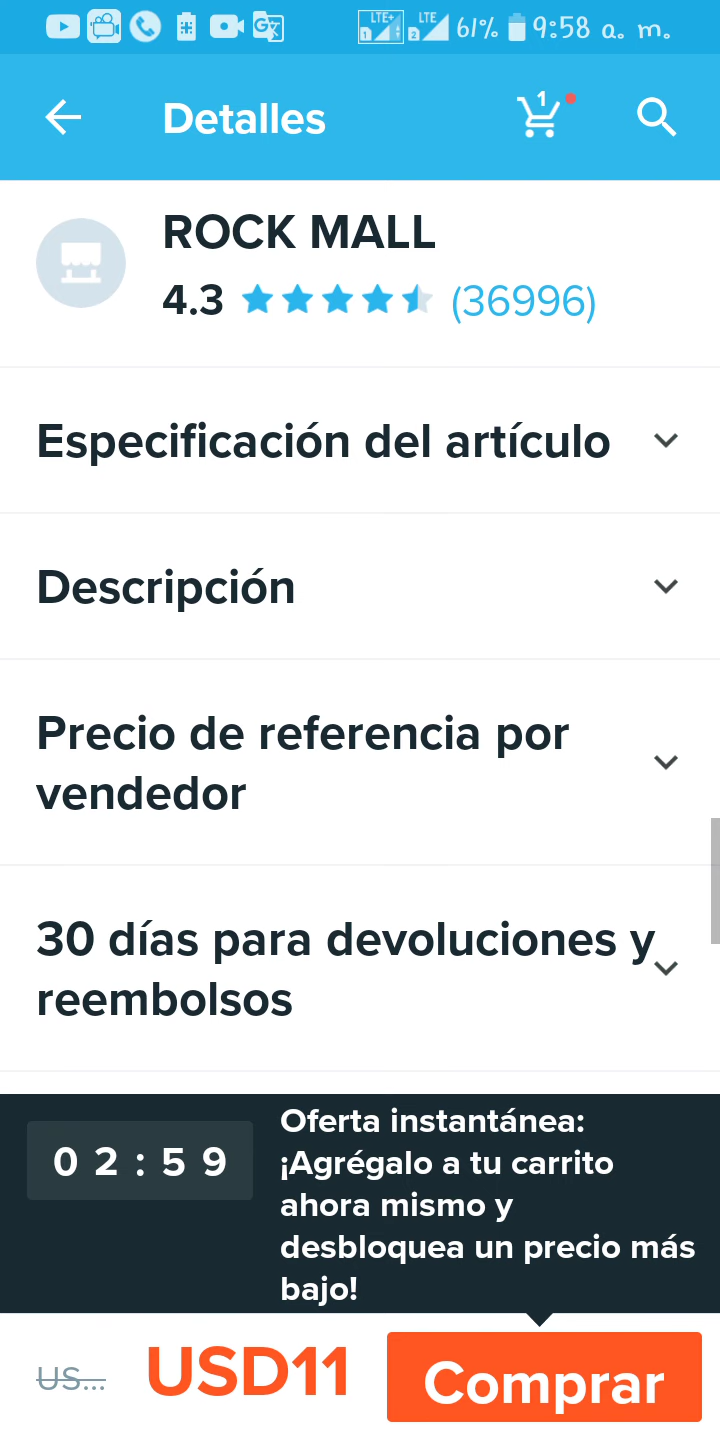 61% 9:58 a. m.
Detalles
1
ROCK MALL
4.3 (36996)
Especificación del artículo
Descripción
Precio de referencia por
vendedor
30 días para devoluciones y
reembolsos
02:59
Oferta instantánea:
¡Agrégalo a tu carrito
ahora mismo y
desbloquea un precio más
bajo!
US... USD11 Comprar